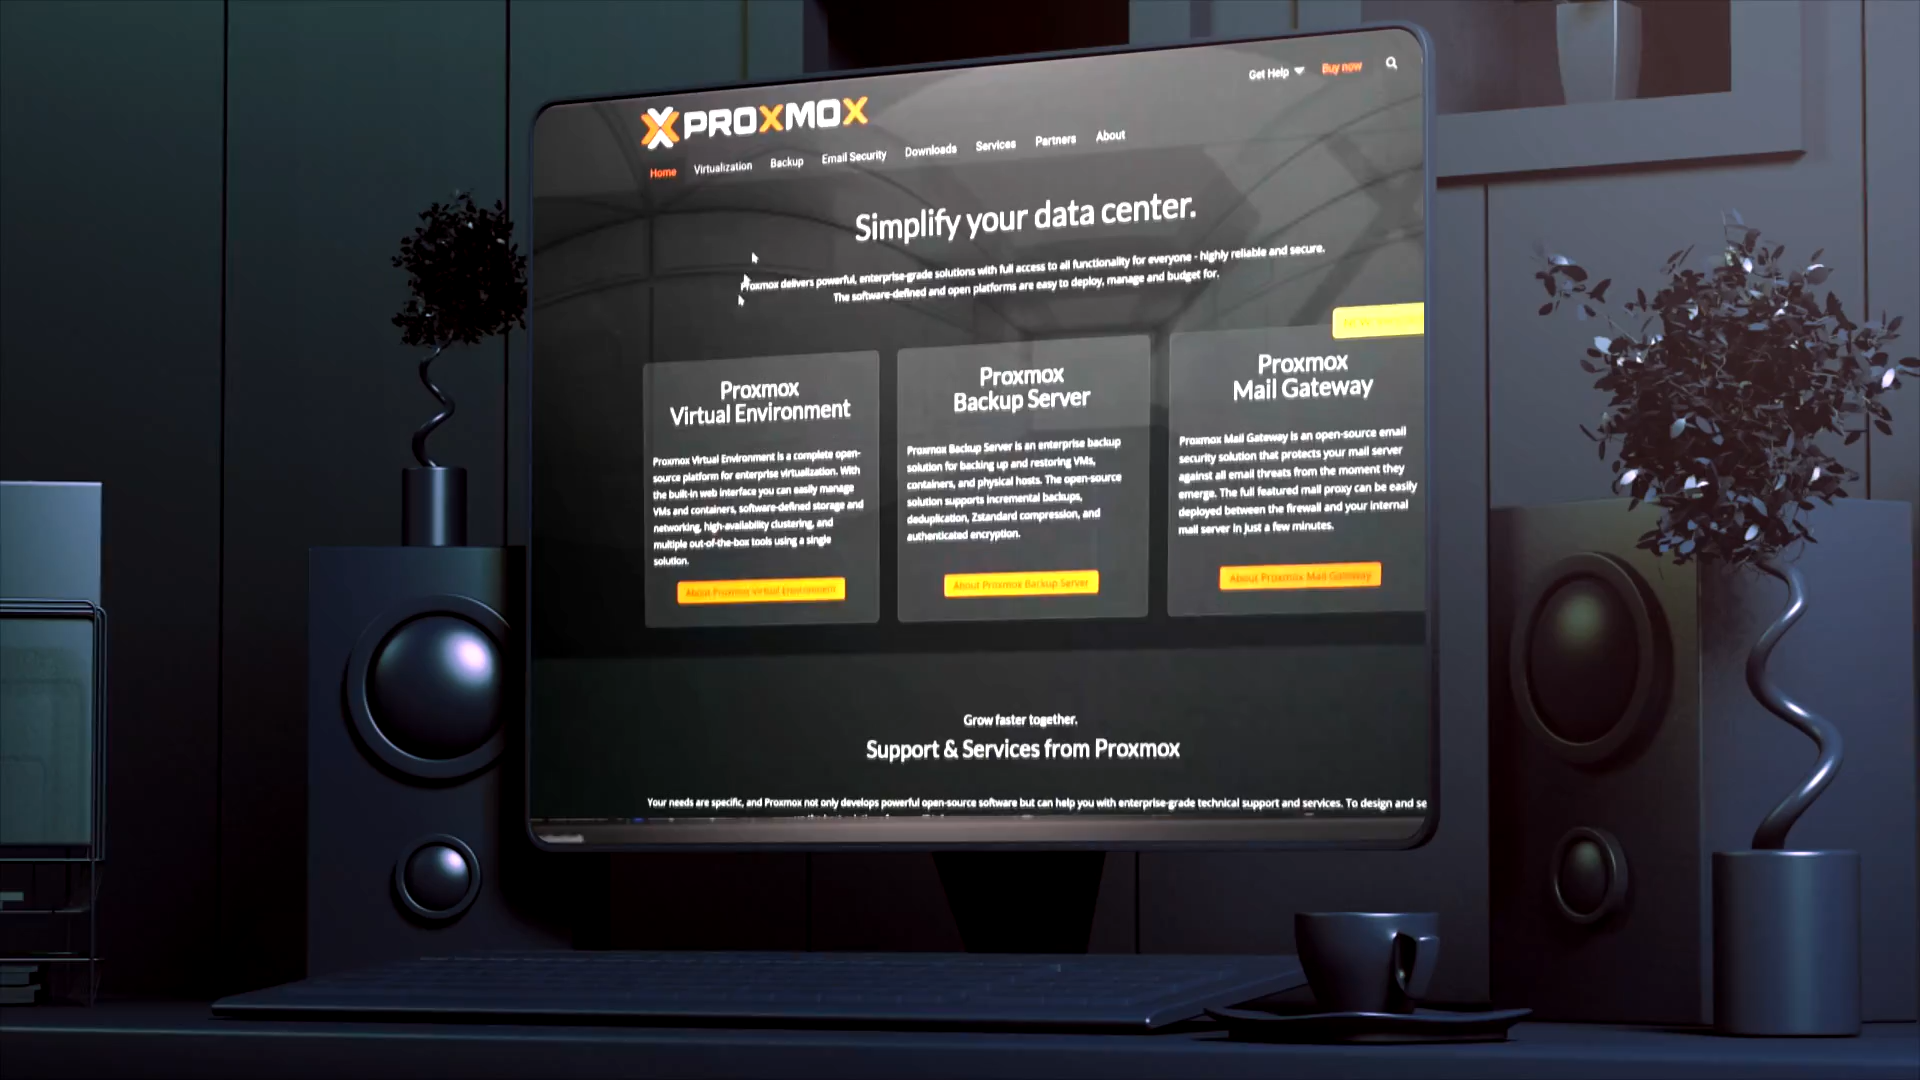 Get Help
Buy now
PROXMOX
Home
Virtualization
Backup
Email Security
Downloads
Services
Partners
About
Simplify your data center.
Proxmox delivers powerful, enterprise-grade solutions with full access to all functionality for everyone - highly reliable and secure.
The software-defined and open platforms are easy to deploy, manage and budget for.
Proxmox
Virtual Environment
Proxmox Virtual Environment is a complete open-
source platform for enterprise virtualization. With
the built-in web interface you can easily manage
VMs and containers, software-defined storage and
networking, high-availability clustering, and
multiple out-of-the-box tools using a single
solution.
About Proxmox Virtual Environment
Proxmox
Backup Server
Proxmox Backup Server is an enterprise backup
solution for backing up and restoring VMs,
containers, and physical hosts. The open-source
solution supports incremental backups,
deduplication, Zstandard compression, and
authenticated encryption.
About Proxmox Backup Server
Proxmox
Mail Gateway
Proxmox Mail Gateway is an open-source email
security solution that protects your mail server
against all email threats from the moment they
emerge. The full featured mail proxy can be easily
deployed between the firewall and your internal
mail server in just a few minutes.
About Proxmox Mail Gateway
Grow faster together.
Support & Services from Proxmox
Your needs are specific, and Proxmox not only develops powerful open-source software but can help you with enterprise-grade technical support and services. To design and se